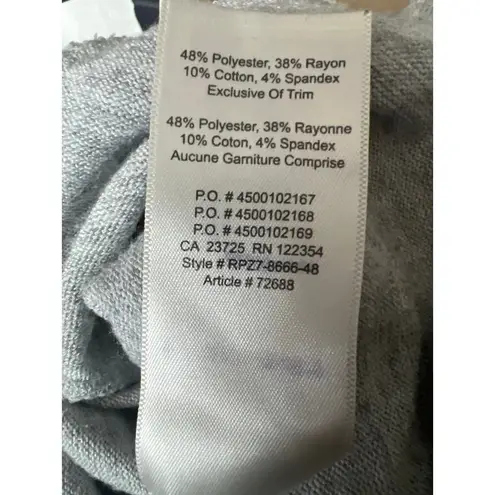 48% Polyester, 38% Rayon
10% Cotton, 4% Spandex
Exclusive Of Trim
48% Polyester, 38% Rayonne
10% Coton, 4% Spandex
Aucune Garniture Comprise
P.O. # 4500102167
P.O. # 4500102168
P.O. # 4500102169
CA 23725 RN 122354
Style # RPZ7-8666-48
Article # 72688